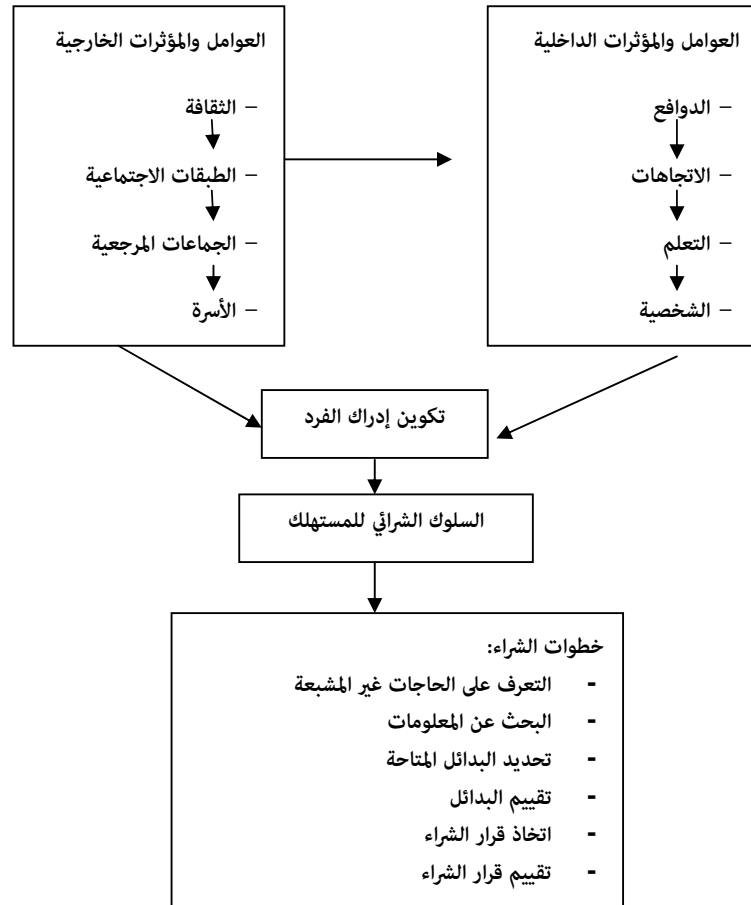 العوامل والمؤثرات الداخلية
– الدوافع
– الاتجاهات
– التعلم
– الشخصية
العوامل والمؤثرات الخارجية
– الثقافة
– الطبقات الاجتماعية
– الجماعات المرجعية
– الأسرة
تكوين إدراك الفرد
السلوك الشرائي للمستهلك
خطوات الشراء:
- التعرف على الحاجات غير المشبعة
- البحث عن المعلومات
- تحديد البدائل المتاحة
- تقييم البدائل
- اتخاذ قرار الشراء
- تقييم قرار الشراء